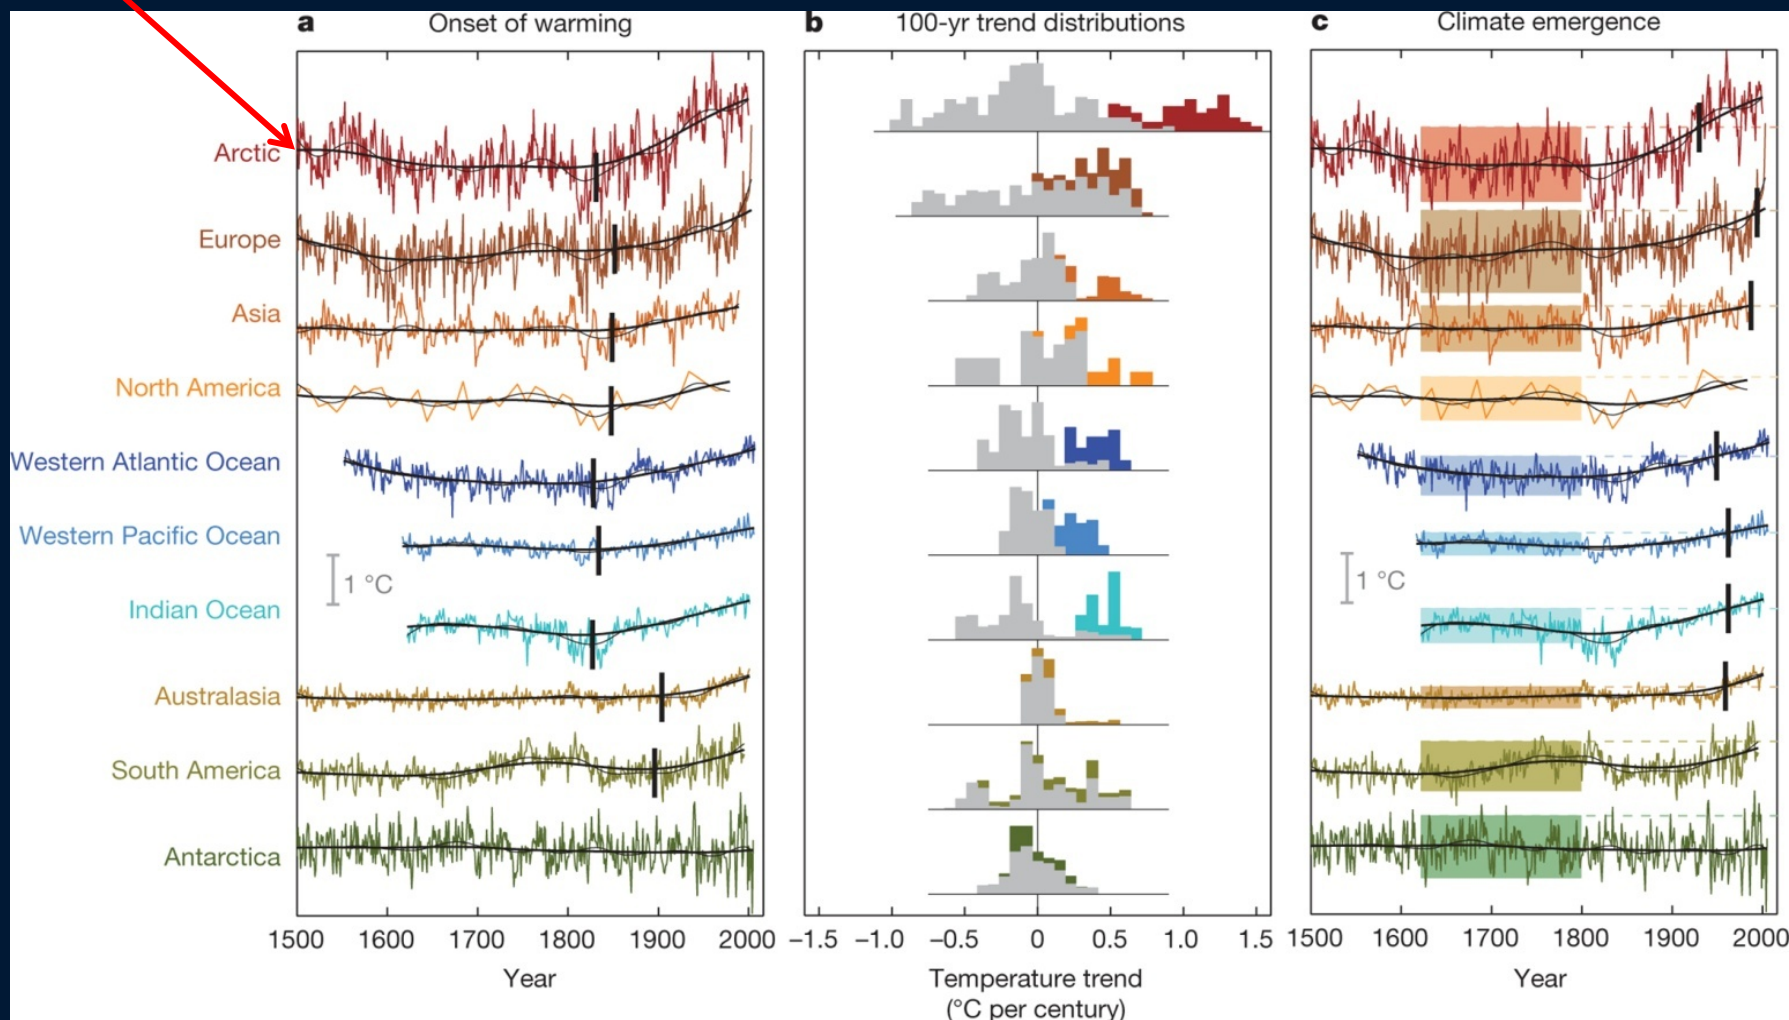 a Onset of warming
b 100-yr trend distributions
c Climate emergence
Arctic
Europe
Asia
North America
Western Atlantic Ocean
Western Pacific Ocean
1 °C
1 °C
Indian Ocean
Australasia
South America
Antarctica
1500 1600 1700 1800 1900 2000
−1.5 −1.0 −0.5 0 0.5 1.0 1.5
1500 1600 1700 1800 1900 2000
Year
Temperature trend
(°C per century)
Year